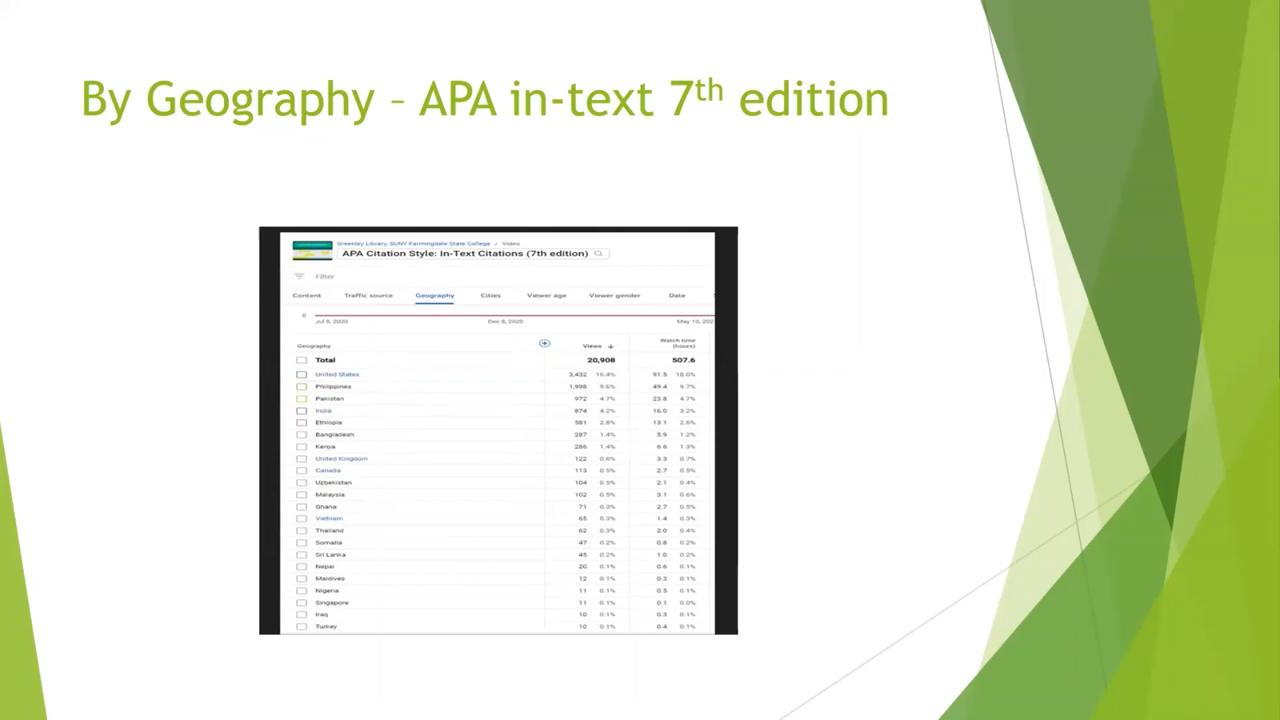 By Geography – APA in-text 7th edition
Greenley Library, SUNY Farmingdale State College / Video
APA Citation Style: In-Text Citations (7th edition)
Filter
Content Traffic source Geography Cities Viewer age Viewer gender Date
0
Jul 9, 2020 Dec 8, 2020 May 10, 202
Geography Views Watch time (hours)
Total 20,908 507.6
United States 3,432 16.4% 91.5 18.0%
Philippines 1,998 9.6% 49.4 9.7%
Pakistan 972 4.7% 23.8 4.7%
India 874 4.2% 16.0 3.2%
Ethiopia 581 2.8% 13.1 2.6%
Bangladesh 287 1.4% 5.9 1.2%
Kenya 286 1.4% 6.6 1.3%
United Kingdom 122 0.6% 3.3 0.7%
Canada 113 0.5% 2.7 0.5%
Uzbekistan 104 0.5% 2.1 0.4%
Malaysia 102 0.5% 3.1 0.6%
Ghana 71 0.3% 2.7 0.5%
Vietnam 65 0.3% 1.4 0.3%
Thailand 62 0.3% 2.0 0.4%
Somalia 47 0.2% 0.8 0.2%
Sri Lanka 45 0.2% 1.0 0.2%
Nepal 20 0.1% 0.6 0.1%
Maldives 12 0.1% 0.3 0.1%
Nigeria 11 0.1% 0.5 0.1%
Singapore 11 0.1% 0.1 0.0%
Iraq 10 0.1% 0.3 0.1%
Turkey 10 0.1% 0.4 0.1%